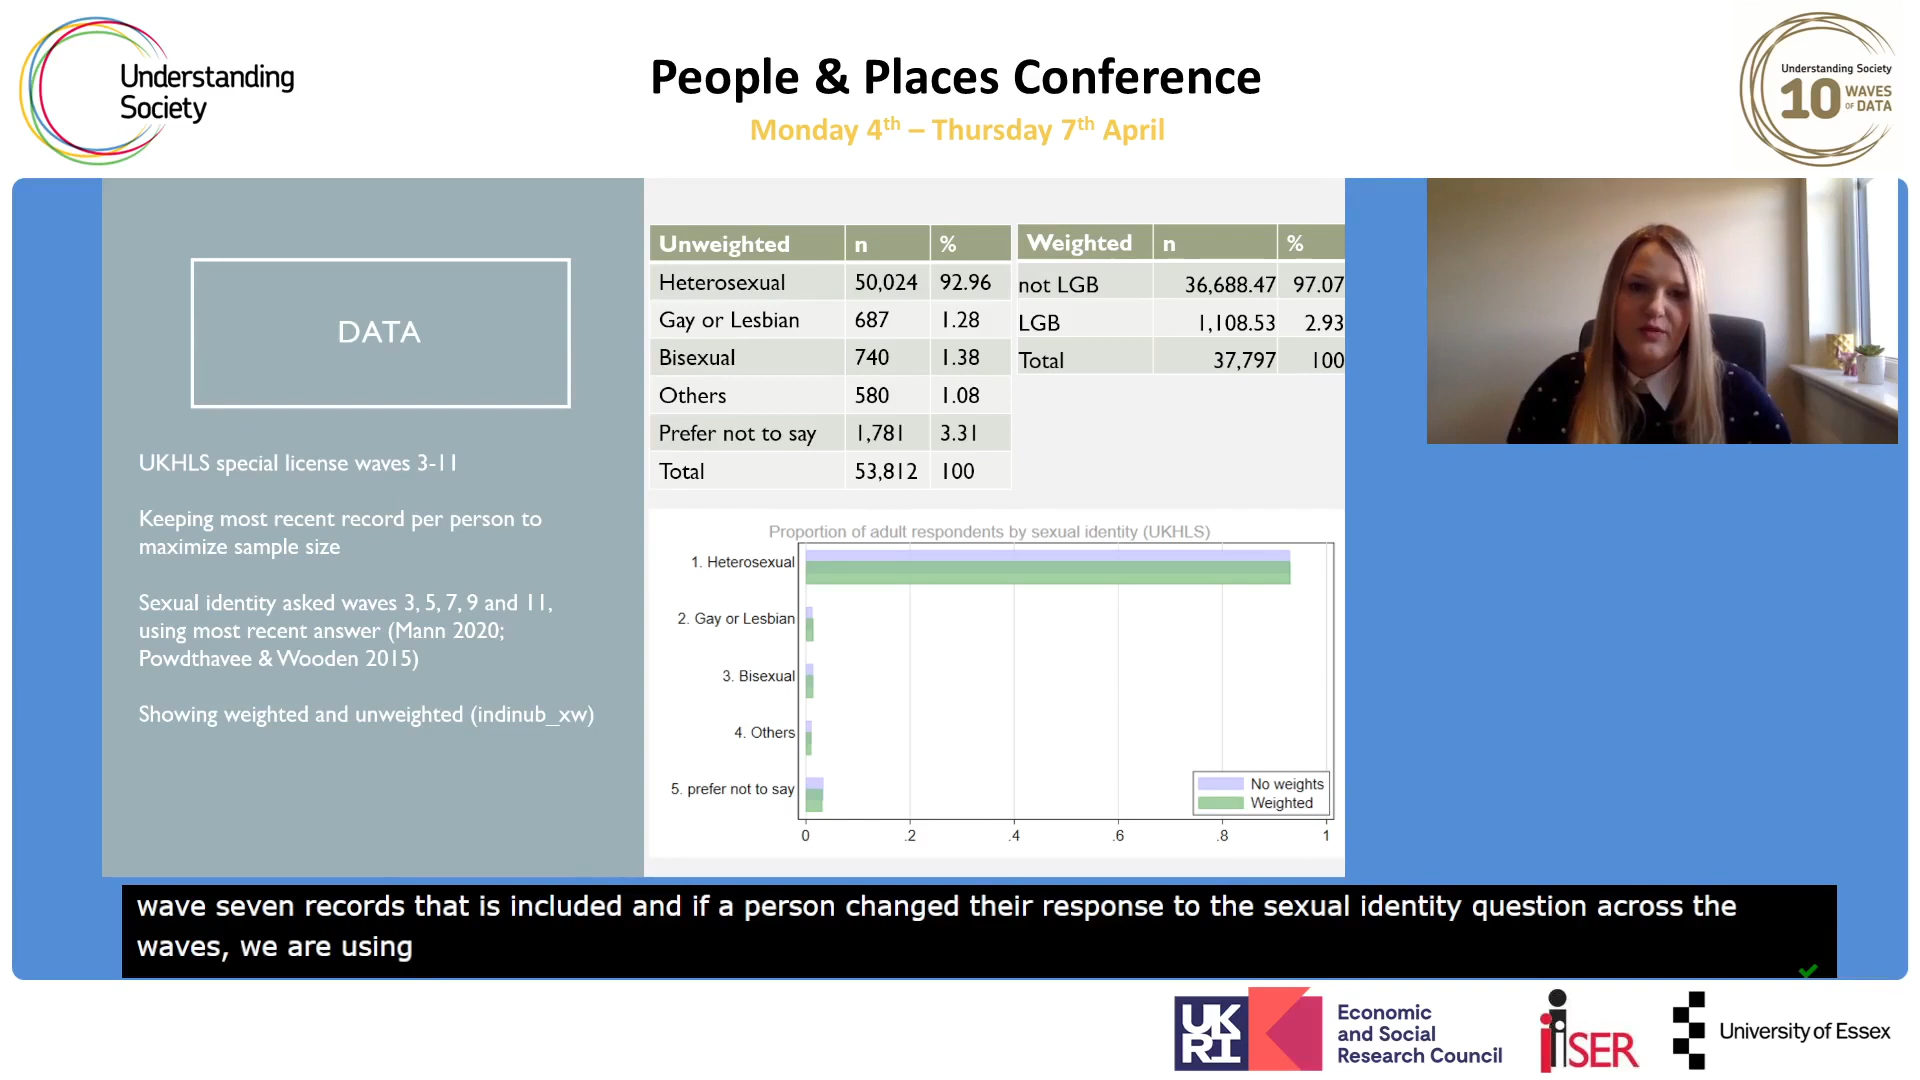 Understanding
Society
People & Places Conference
Monday 4th – Thursday 7th April
Understanding Society
10 WAVES
OF DATA
DATA
UKHLS special license waves 3-11
Keeping most recent record per person to
maximize sample size
Sexual identity asked waves 3, 5, 7, 9 and 11,
using most recent answer (Mann 2020;
Powdthavee & Wooden 2015)
Showing weighted and unweighted (indinub_xw)
Unweighted n %
Heterosexual 50,024 92.96
Gay or Lesbian 687 1.28
Bisexual 740 1.38
Others 580 1.08
Prefer not to say 1,781 3.31
Total 53,812 100
Weighted n %
not LGB 36,688.47 97.07
LGB 1,108.53 2.93
Total 37,797 100
Proportion of adult respondents by sexual identity (UKHLS)
1. Heterosexual
2. Gay or Lesbian
3. Bisexual
4. Others
5. prefer not to say
No weights
Weighted
0 .2 .4 .6 .8 1
wave seven records that is included and if a person changed their response to the sexual identity question across the
waves, we are using
UK
RI
Economic
and Social
Research Council
iSER
University of Essex